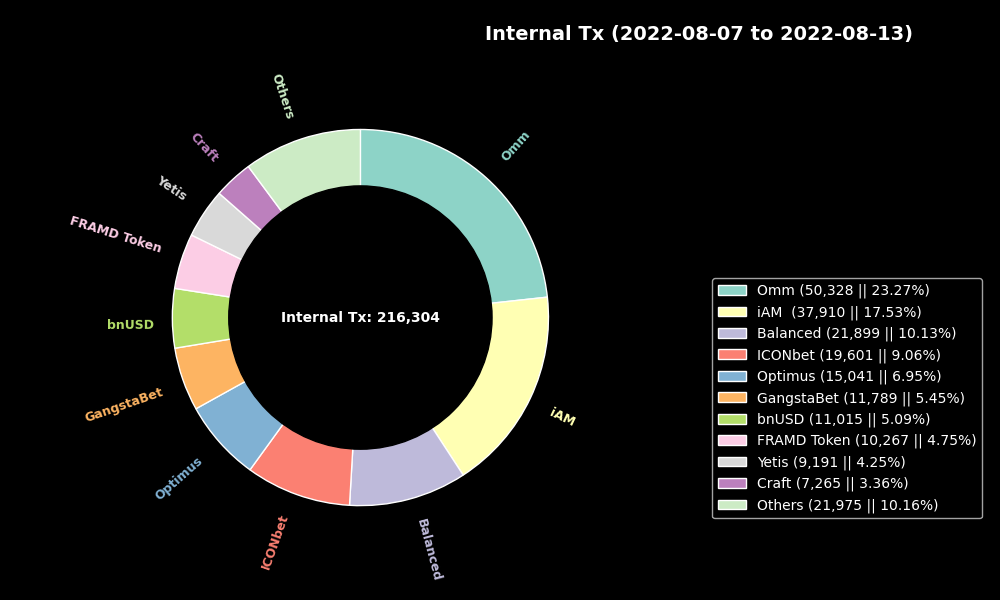 Internal Tx (2022-08-07 to 2022-08-13)
Others
Omm
Craft
Yetis
FRAMD Token
bnUSD
Internal Tx: 216,304
GangstaBet
iAM
Optimus
ICONbet
Balanced
Omm (50,328 || 23.27%)
iAM  (37,910 || 17.53%)
Balanced (21,899 || 10.13%)
ICONbet (19,601 || 9.06%)
Optimus (15,041 || 6.95%)
GangstaBet (11,789 || 5.45%)
bnUSD (11,015 || 5.09%)
FRAMD Token (10,267 || 4.75%)
Yetis (9,191 || 4.25%)
Craft (7,265 || 3.36%)
Others (21,975 || 10.16%)